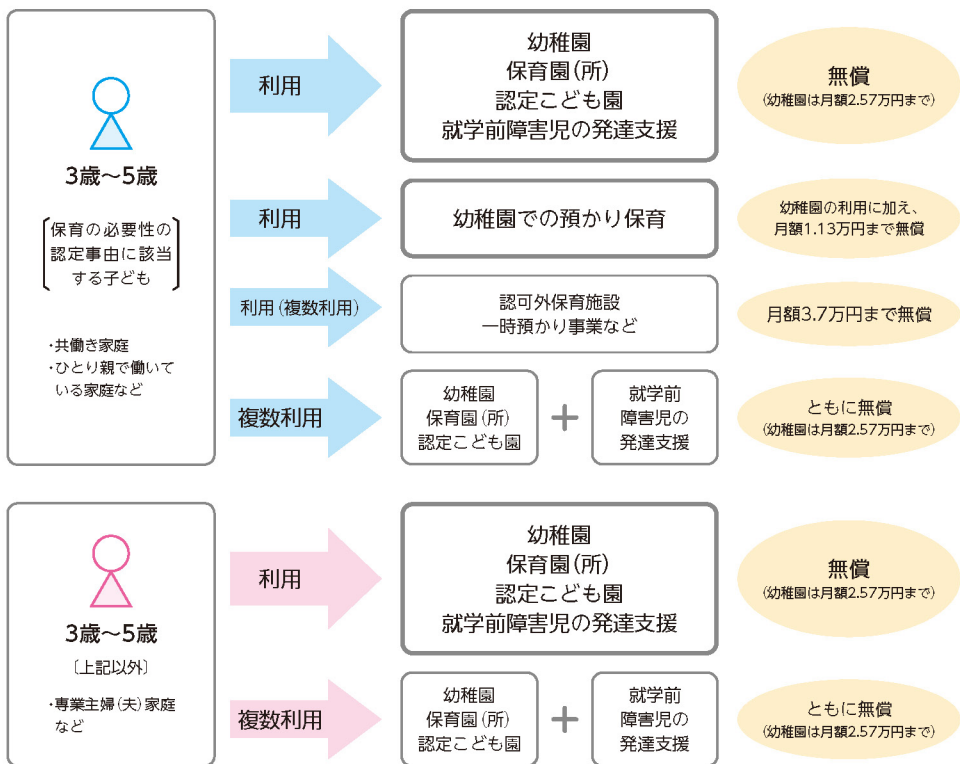 3歳～5歳
保育の必要性の
認定事由に該当
する子ども
・共働き家庭
・ひとり親で働いて
いる家庭など
利用
幼稚園
保育園（所）
認定こども園
就学前障害児の発達支援
無償
（幼稚園は月額2.57万円まで）
利用
幼稚園での預かり保育
幼稚園の利用に加え、
月額1.13万円まで無償
利用（複数利用）
認可外保育施設
一時預かり事業など
月額3.7万円まで無償
複数利用
幼稚園
保育園（所）
認定こども園
＋
就学前
障害児の
発達支援
ともに無償
（幼稚園は月額2.57万円まで）
3歳～5歳
〔上記以外〕
・専業主婦（夫）家庭
など
利用
幼稚園
保育園（所）
認定こども園
就学前障害児の発達支援
無償
（幼稚園は月額2.57万円まで）
複数利用
幼稚園
保育園（所）
認定こども園
＋
就学前
障害児の
発達支援
ともに無償
（幼稚園は月額2.57万円まで）